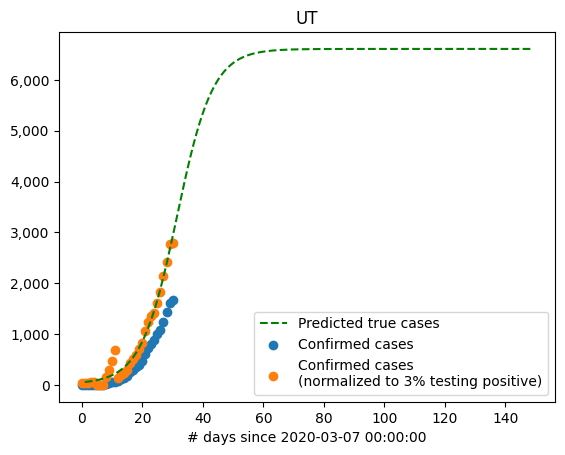 UT
6,000
5,000
4,000
3,000
2,000
1,000
0
Predicted true cases
Confirmed cases
Confirmed cases
(normalized to 3% testing positive)
0 20 40 60 80 100 120 140
# days since 2020-03-07 00:00:00